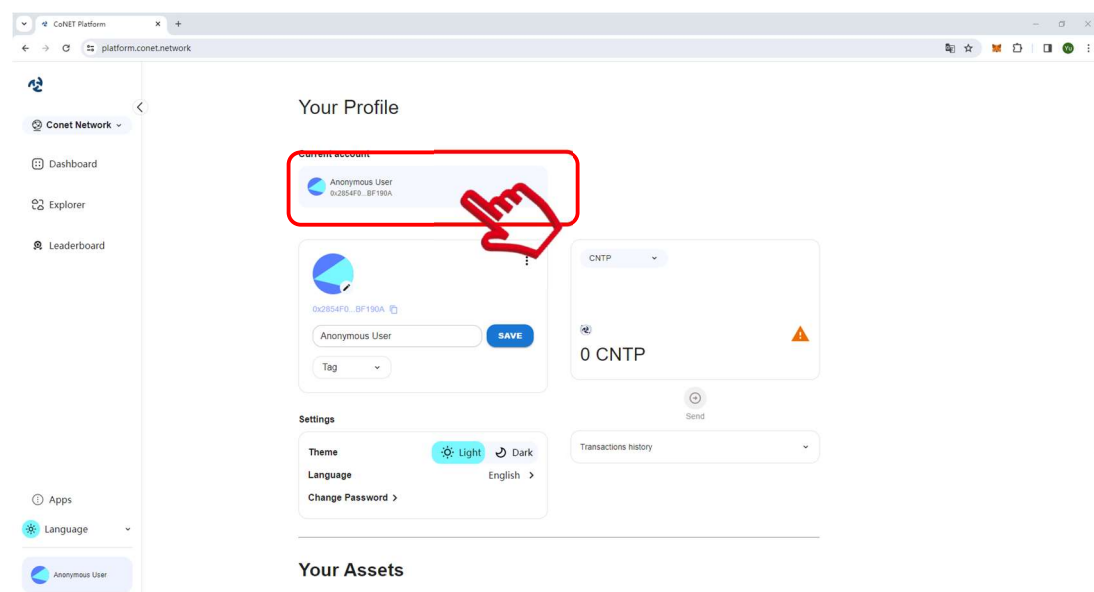 CoNET Platform
platform.conet.network
Yu
Conet Network
Dashboard
Explorer
Leaderboard
Apps
Language
Anonymous User
Your Profile
Current account
Anonymous User
0x2854F0...BF190A
0x2854F0...BF190A
Anonymous User
SAVE
Tag
CNTP
0 CNTP
Send
Transactions history
Settings
Theme
Light
Dark
Language
English
Change Password
Your Assets